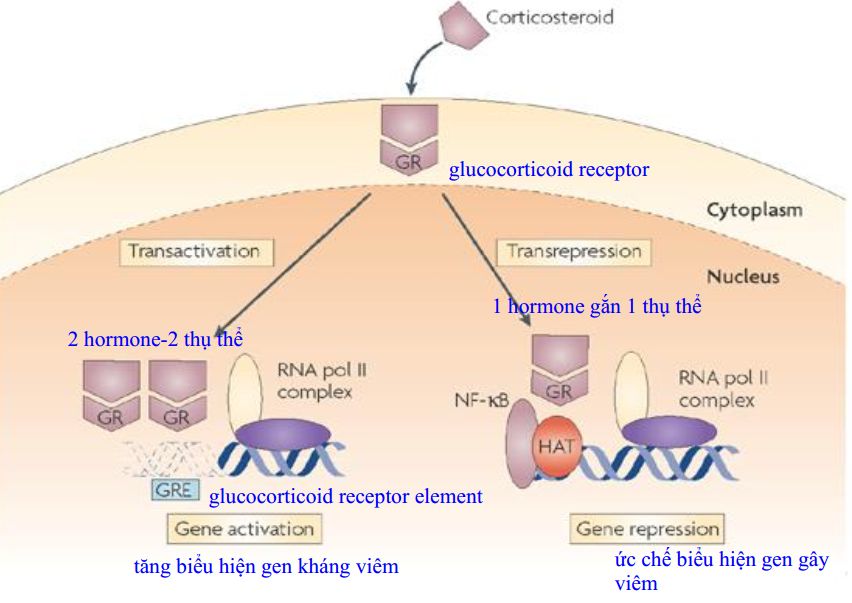 Corticosteroid
GR
glucocorticoid receptor
Cytoplasm
Transactivation
Transrepression
Nucleus
1 hormone gắn 1 thụ thể
2 hormone-2 thụ thể
RNA pol II
complex
GR
GR
GRE
glucocorticoid receptor element
Gene activation
tăng biểu hiện gen kháng viêm
GR
NF-κB
HAT
RNA pol II
complex
Gene repression
ức chế biểu hiện gen gây
viêm